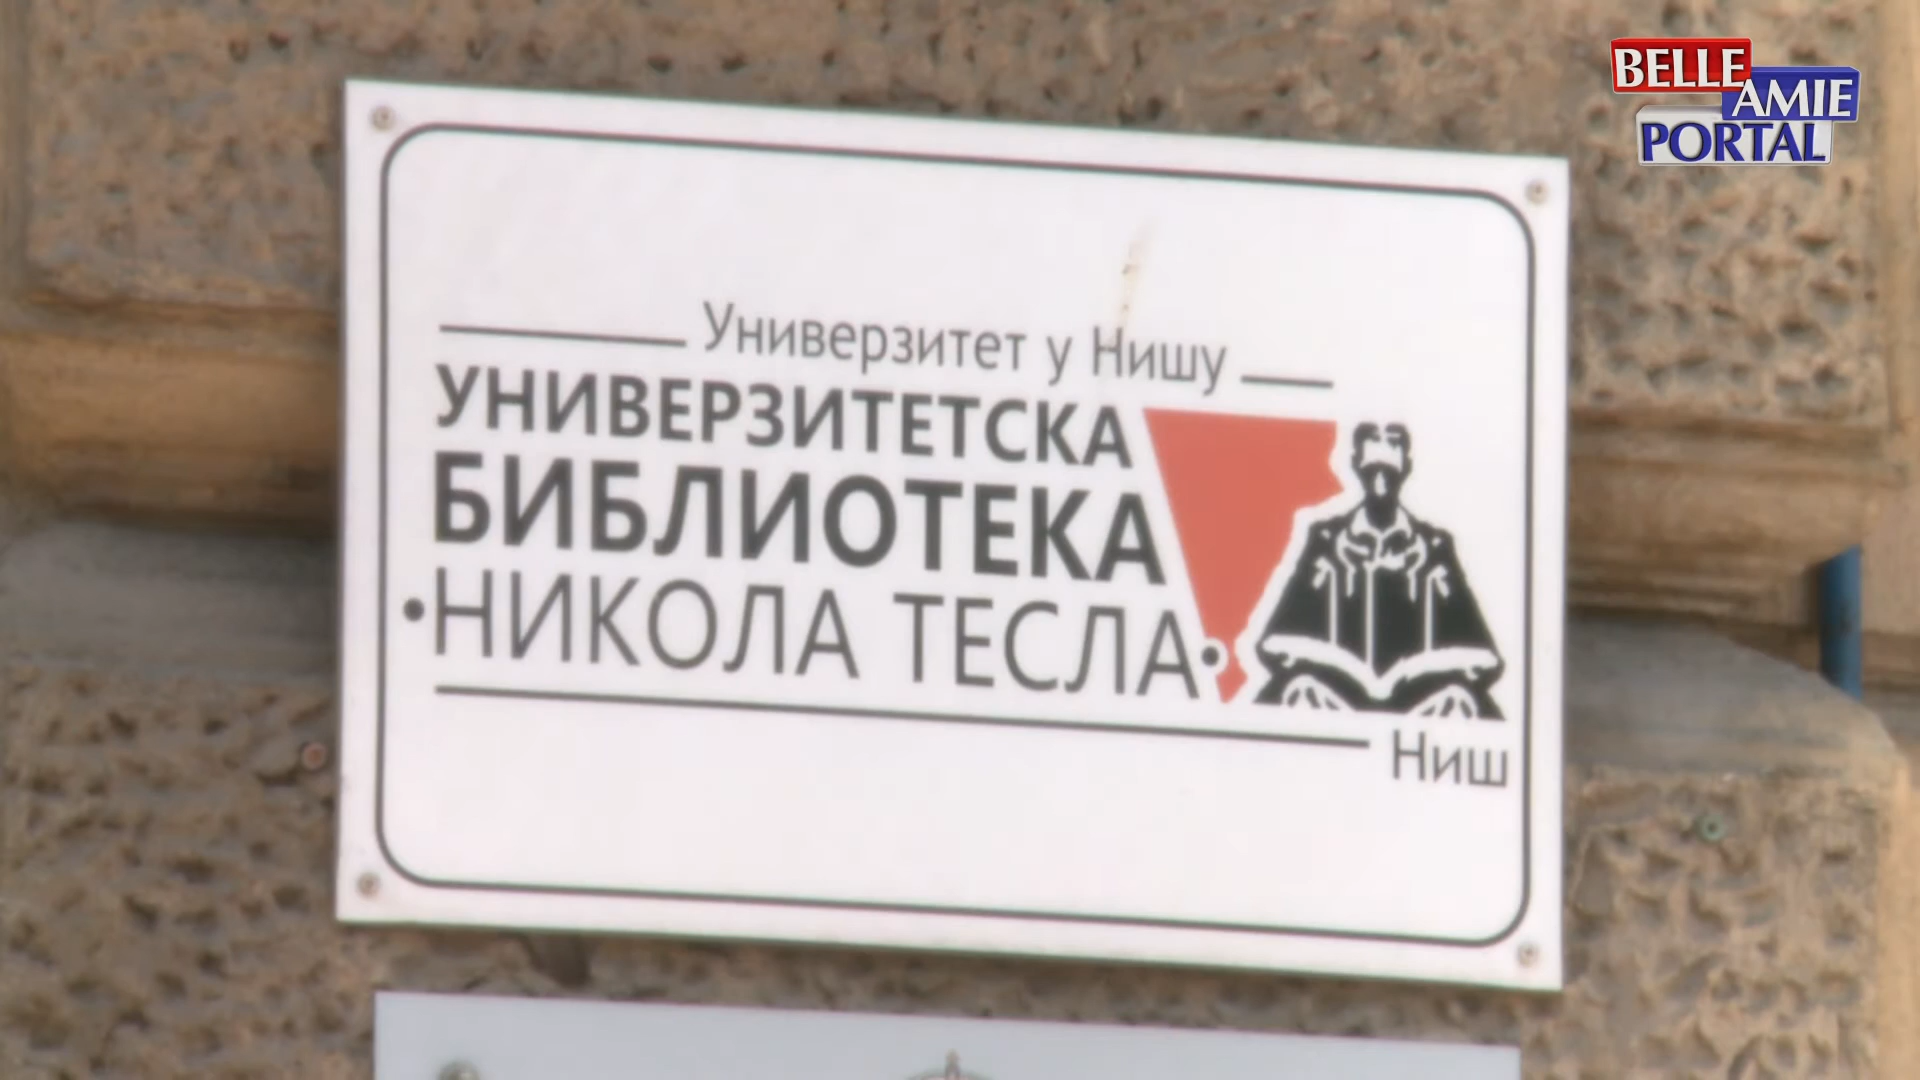 BELLE
AMIE
PORTAL
Универзитет у Нишу
УНИВЕРЗИТЕТСКА
БИБЛИОТЕКА
•НИКОЛА ТЕСЛА•
Ниш